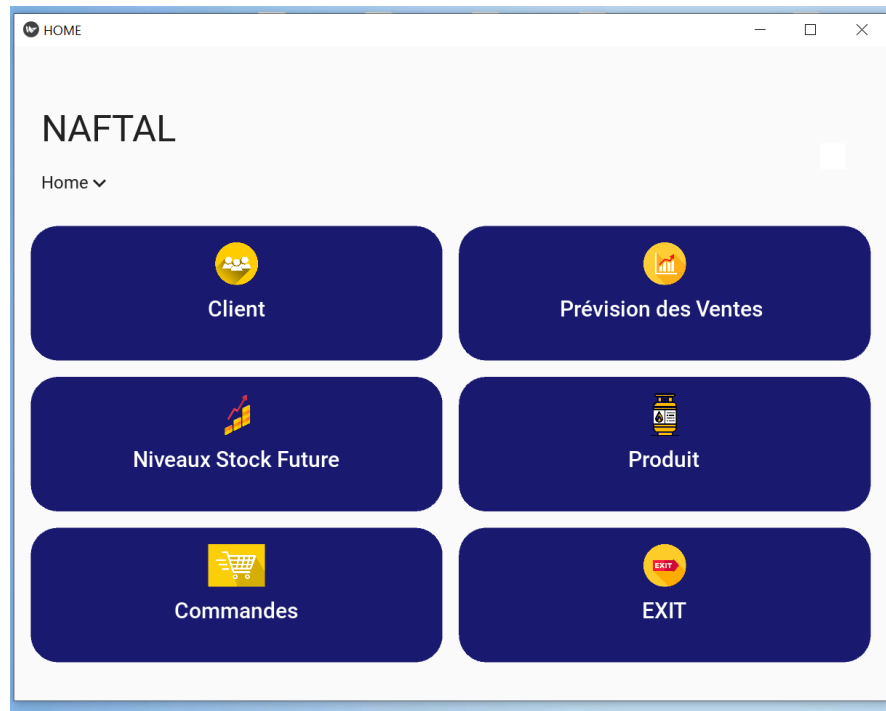 HOME
NAFTAL
Home
Client
Prévision des Ventes
Niveaux Stock Future
Produit
Commandes
EXIT
EXIT